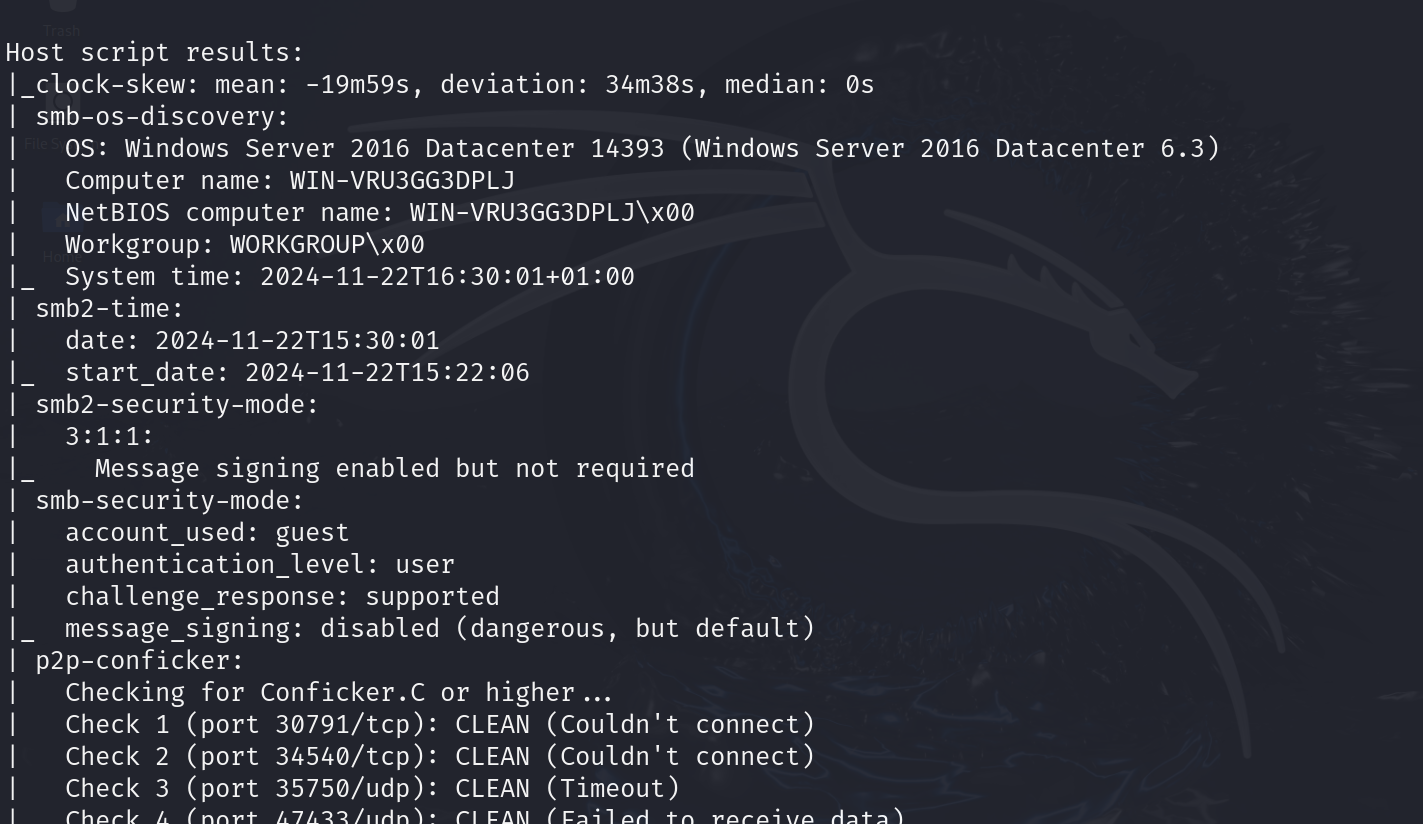 Trash
Host script results:
|_clock-skew: mean: -19m59s, deviation: 34m38s, median: 0s
| smb-os-discovery:
|   OS: Windows Server 2016 Datacenter 14393 (Windows Server 2016 Datacenter 6.3)
|   Computer name: WIN-VRU3GG3DPLJ
|   NetBIOS computer name: WIN-VRU3GG3DPLJ\x00
|   Workgroup: WORKGROUP\x00
Home
|_  System time: 2024-11-22T16:30:01+01:00
| smb2-time:
|   date: 2024-11-22T15:30:01
|_  start_date: 2024-11-22T15:22:06
| smb2-security-mode:
|   3:1:1:
|_    Message signing enabled but not required
| smb-security-mode:
|   account_used: guest
|   authentication_level: user
|   challenge_response: supported
|_  message_signing: disabled (dangerous, but default)
| p2p-conficker:
|   Checking for Conficker.C or higher...
|   Check 1 (port 30791/tcp): CLEAN (Couldn't connect)
|   Check 2 (port 34540/tcp): CLEAN (Couldn't connect)
|   Check 3 (port 35750/udp): CLEAN (Timeout)
|   Check 4 (port 47433/udp): CLEAN (Failed to receive data)